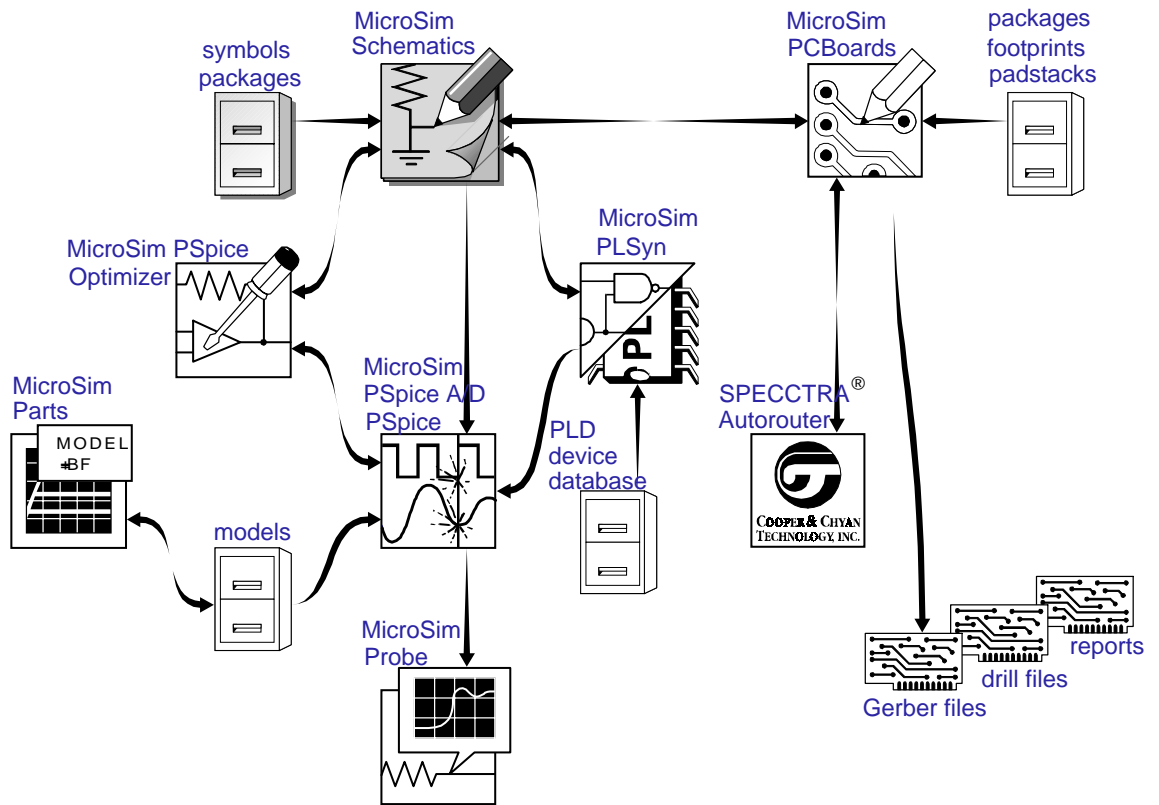 symbols
packages
MicroSim
Schematics
MicroSim
PCBoards
packages
footprints
padstacks
MicroSim PSpice
Optimizer
MicroSim
PLSyn
PL
MicroSim
Parts
MODEL
+BF
MicroSim
PSpice A/D
PSpice
PLD
device
database
SPECCTRA®
Autorouter
COOPER & CHYAN
TECHNOLOGY, INC.
models
MicroSim
Probe
reports
drill files
Gerber files